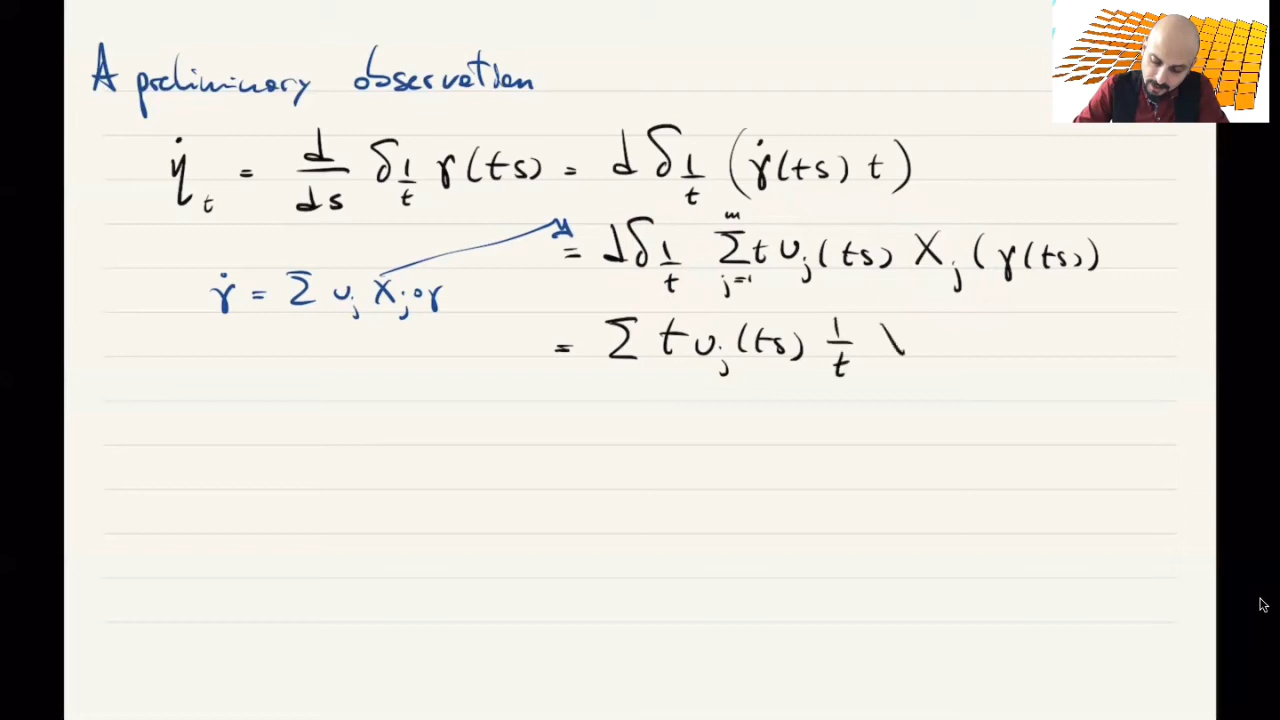 A preliminary observation
η̇_t = d/ds δ_{1/t} γ(ts) = dδ_{1/t} (γ̇(ts) t)
= dδ_{1/t} Σ_{j=1}^{m} t u_j(ts) X_j (γ(ts))
γ̇ = Σ u_j X_j∘γ
= Σ t u_j(ts) 1/t \